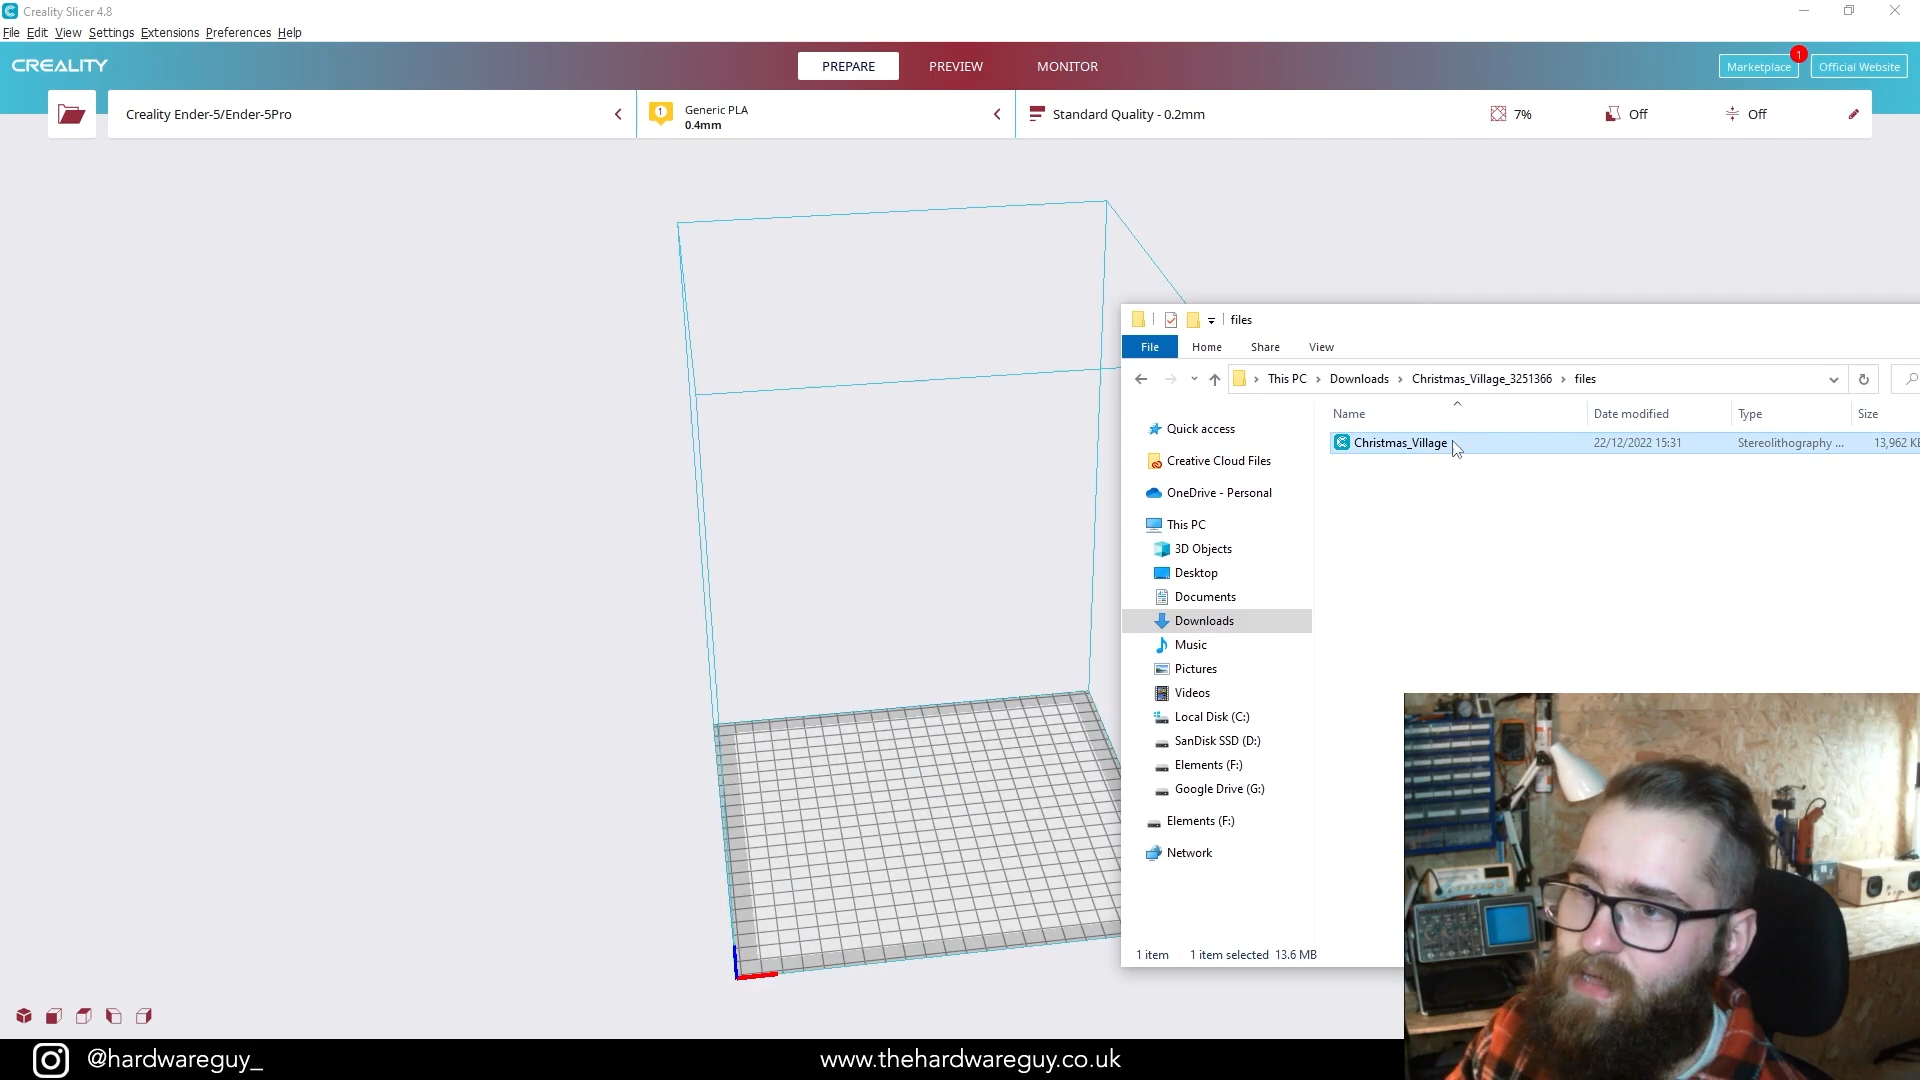 Creality Slicer 4.8
File Edit View Settings Extensions Preferences Help
CREALITY
PREPARE
PREVIEW
MONITOR
Marketplace
1
Official Website
Creality Ender-5/Ender-5Pro
1
Generic PLA
0.4mm
Standard Quality - 0.2mm
7%
Off
Off
files
File Home Share View
This PC > Downloads > Christmas_Village_3251366 > files
Name Date modified Type Size
Christmas_Village 22/12/2022 15:31 Stereolithography ... 13,962 KB
Quick access
Creative Cloud Files
OneDrive - Personal
This PC
3D Objects
Desktop
Documents
Downloads
Music
Pictures
Videos
Local Disk (C:)
SanDisk SSD (D:)
Elements (F:)
Google Drive (G:)
Elements (F:)
Network
1 item 1 item selected 13.6 MB
@hardwareguy_
www.thehardwareguy.co.uk